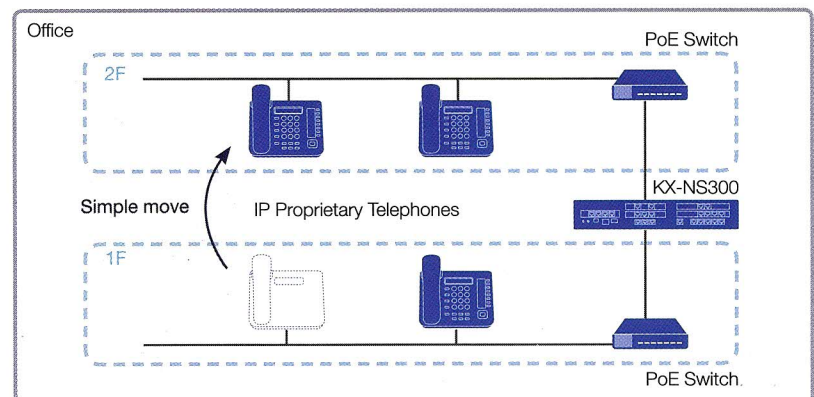 Office
PoE Switch
2F
KX-NS300
Simple move
IP Proprietary Telephones
1F
PoE Switch